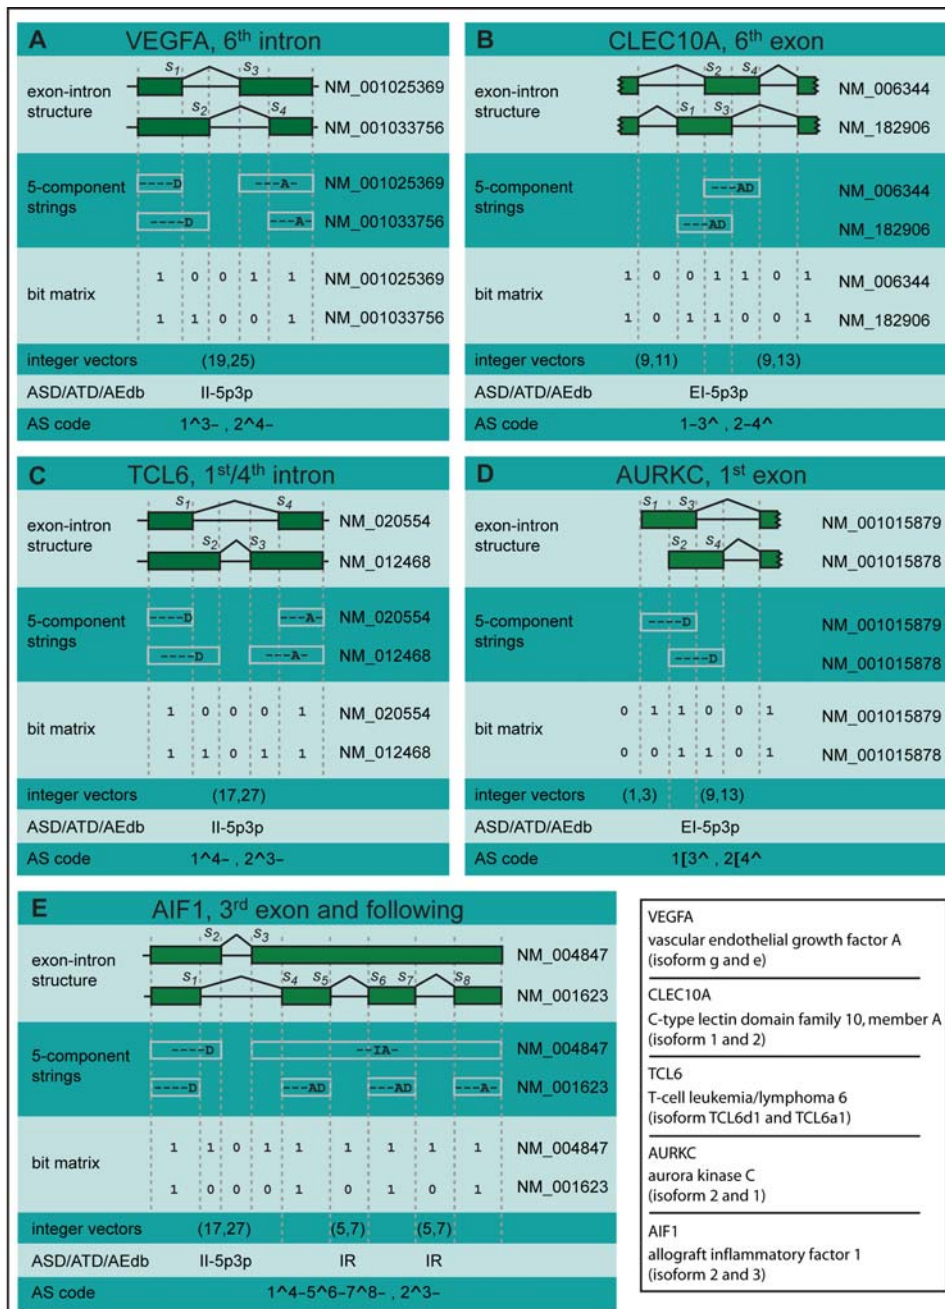 A VEGFA, 6th intron
exon-intron structure
s1 s3 NM_001025369
s2 s4 NM_001033756
5-component strings
----D ----A- NM_001025369
----D ---A- NM_001033756
bit matrix
1 0 0 1 1 NM_001025369
1 1 0 0 1 NM_001033756
integer vectors (19,25)
ASD/ATD/AEdb II-5p3p
AS code 1^3- , 2^4-
B CLEC10A, 6th exon
exon-intron structure
s2 s4 NM_006344
s1 s3 NM_182906
5-component strings
---AD NM_006344
---AD NM_182906
bit matrix
1 0 0 1 1 0 1 NM_006344
1 0 1 1 0 0 1 NM_182906
integer vectors (9,11) (9,13)
ASD/ATD/AEdb EI-5p3p
AS code 1-3^ , 2-4^
C TCL6, 1st/4th intron
exon-intron structure
s1 s4 NM_020554
s2 s3 NM_012468
5-component strings
----D ---A- NM_020554
----D ---A- NM_012468
bit matrix
1 0 0 0 1 NM_020554
1 1 0 1 1 NM_012468
integer vectors (17,27)
ASD/ATD/AEdb II-5p3p
AS code 1^4- , 2^3-
D AURKC, 1st exon
exon-intron structure
s1 s3 NM_001015879
s2 s4 NM_001015878
5-component strings
----D NM_001015879
----D NM_001015878
bit matrix
0 1 1 0 0 1 NM_001015879
0 0 1 1 0 1 NM_001015878
integer vectors (1,3) (9,13)
ASD/ATD/AEdb EI-5p3p
AS code 1[3^ , 2[4^
E AIF1, 3rd exon and following
exon-intron structure
s2 s3 NM_004847
s1 s4 s5 s6 s7 s8 NM_001623
5-component strings
----D --IA- NM_004847
----D ---AD ---AD ---A- NM_001623
bit matrix
1 1 0 1 1 1 1 1 1 NM_004847
1 0 0 0 1 0 1 0 1 NM_001623
integer vectors (17,27) (5,7) (5,7)
ASD/ATD/AEdb II-5p3p IR IR
AS code 1^4-5^6-7^8- , 2^3-
VEGFA
vascular endothelial growth factor A
(isoform g and e)
CLEC10A
C-type lectin domain family 10, member A
(isoform 1 and 2)
TCL6
T-cell leukemia/lymphoma 6
(isoform TCL6d1 and TCL6a1)
AURKC
aurora kinase C
(isoform 2 and 1)
AIF1
allograft inflammatory factor 1
(isoform 2 and 3)